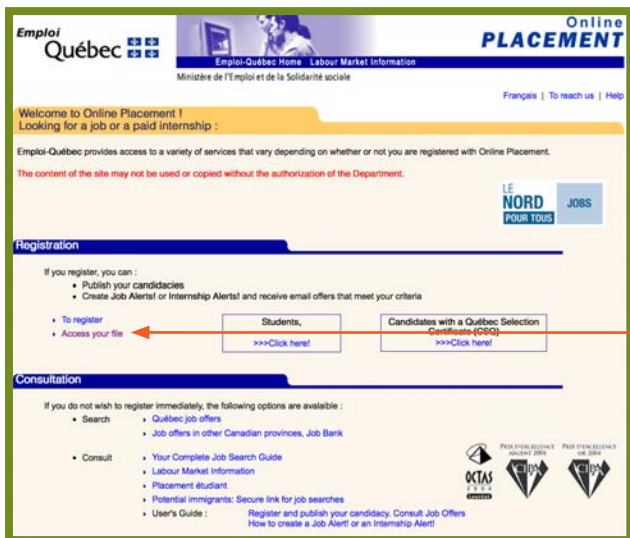 Emploi
Québec
Online
PLACEMENT
Emploi-Québec Home Labour Market Information
Ministère de l'Emploi et de la Solidarité sociale
Français | To reach us | Help
Welcome to Online Placement !
Looking for a job or a paid internship :
Emploi-Québec provides access to a variety of services that vary depending on whether or not you are registered with Online Placement.
The content of the site may not be used or copied without the authorization of the Department.
LE
NORD
POUR TOUS
JOBS
Registration
If you register, you can :
• Publish your candidacies
• Create Job Alerts! or Internship Alerts! and receive email offers that meet your criteria
To register
Access your file
Students,
>>>Click here!
Candidates with a Québec Selection
Certificate (CSQ)
>>>Click here!
Consultation
If you do not wish to register immediately, the following options are avalaible :
• Search
Québec job offers
Job offers in other Canadian provinces, Job Bank
• Consult
Your Complete Job Search Guide
Labour Market Information
Placement étudiant
Potential immigrants: Secure link for job searches
• User's Guide :
Register and publish your candidacy. Consult Job Offers
How to create a Job Alert! or an Internship Alert!
OCTAS
2004
Lauréat
PRIX D'EXCELLENCE
ARGENT 2004
PRIX D'EXCELLENCE
OR 2004